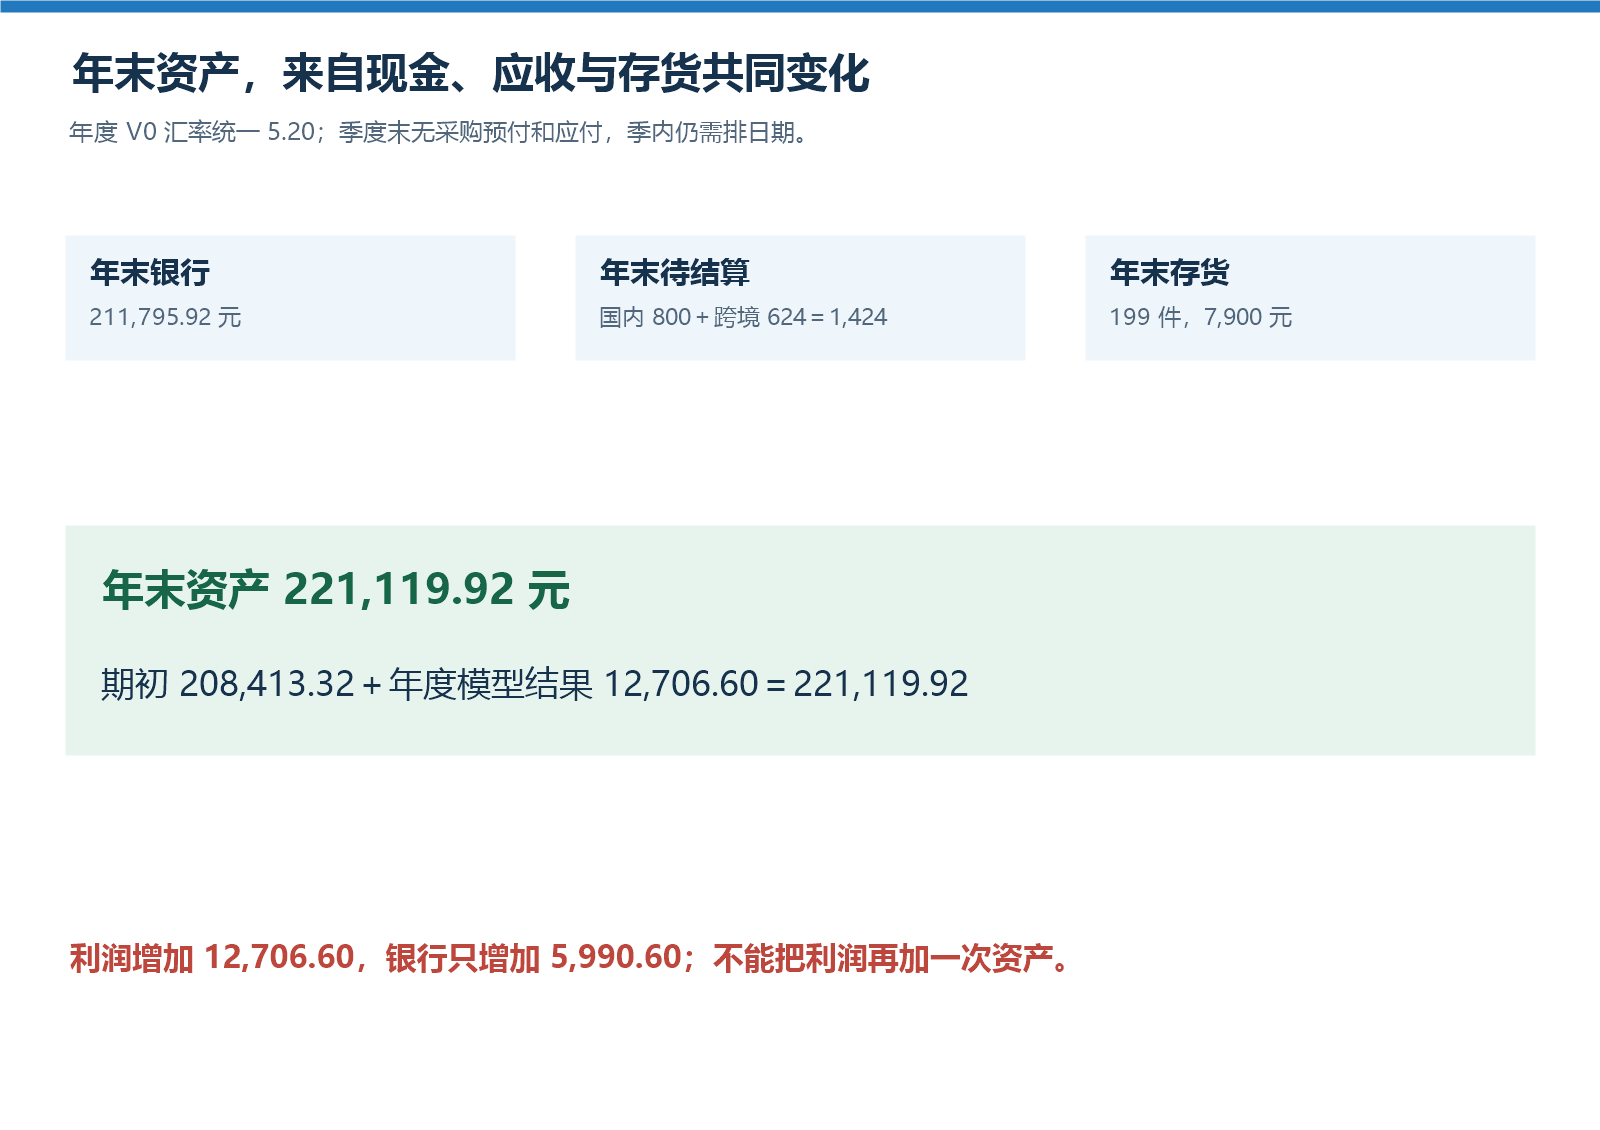 年末资产，来自现金、应收与存货共同变化
年度 V0 汇率统一 5.20；季度末无采购预付和应付，季内仍需排日期。
年末银行
211,795.92 元
年末待结算
国内 800＋跨境 624＝1,424
年末存货
199 件，7,900 元
年末资产 221,119.92 元
期初 208,413.32＋年度模型结果 12,706.60＝221,119.92
利润增加 12,706.60，银行只增加 5,990.60；不能把利润再加一次资产。